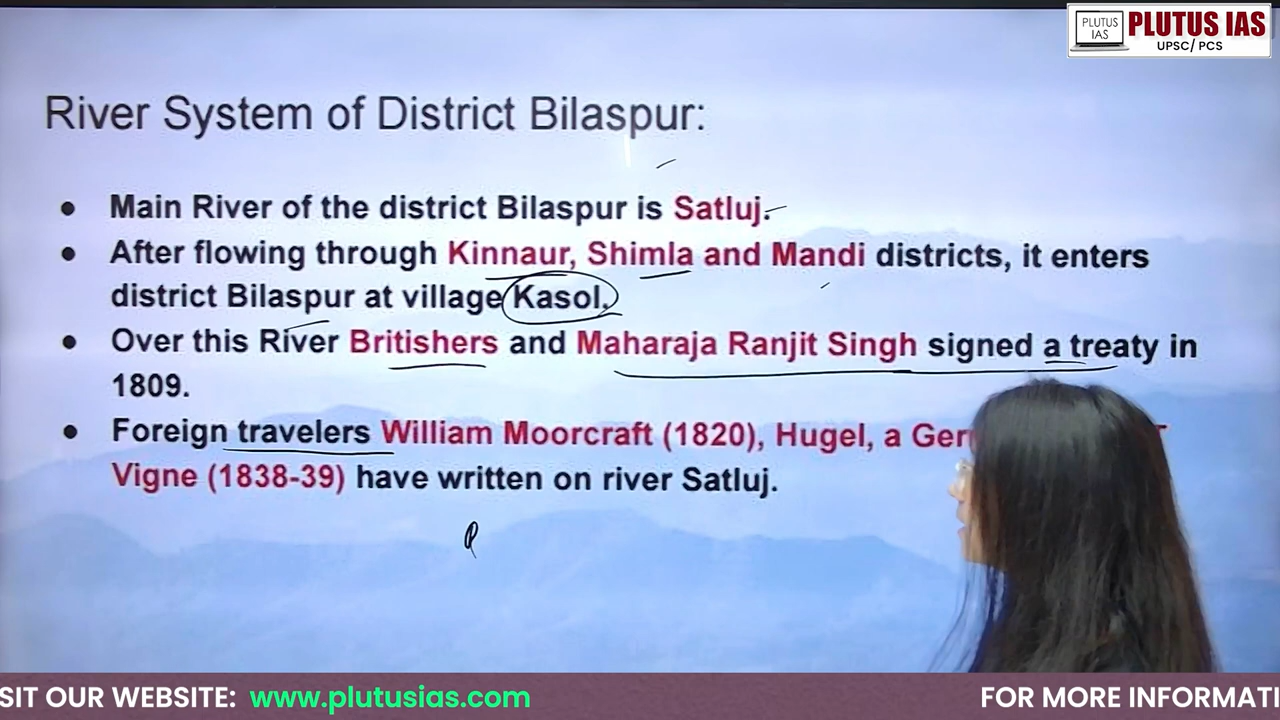 PLUTUS IAS
PLUTUS IAS
UPSC/ PCS
River System of District Bilaspur:
Main River of the district Bilaspur is Satluj.
After flowing through Kinnaur, Shimla and Mandi districts, it enters
district Bilaspur at village Kasol.
Over this River Britishers and Maharaja Ranjit Singh signed a treaty in
1809.
Foreign travelers William Moorcraft (1820), Hugel, a
Vigne (1838-39) have written on river Satluj.
SIT OUR WEBSITE: www.plutusias.com FOR MORE INFORMATI